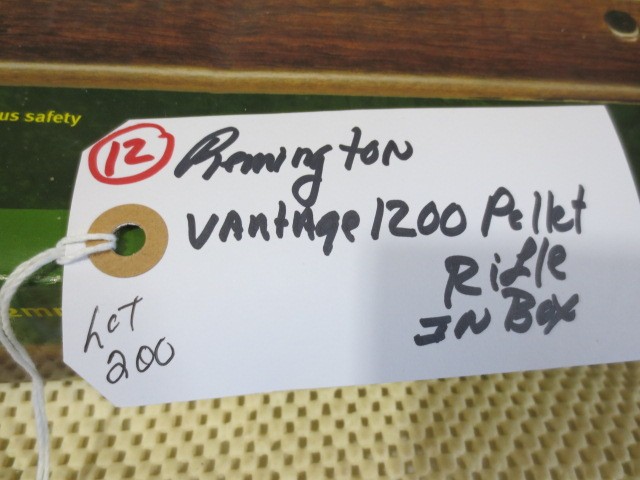 us safety
12 Remington
VANtAge 1200 Pellet
Rifle
IN Box
Lot
200